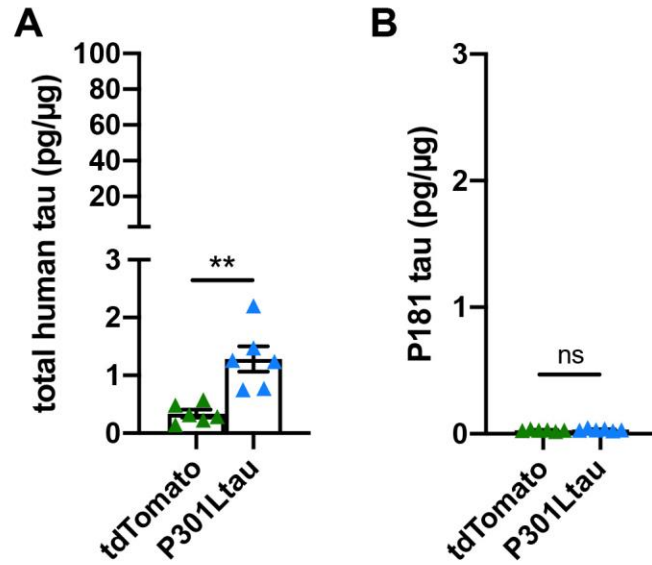 A
total human tau (pg/µg)
100
80
60
40
20
3
2
1
0
**
tdTomato
P301Ltau
B
P181 tau (pg/µg)
3
2
1
0
ns
tdTomato
P301Ltau